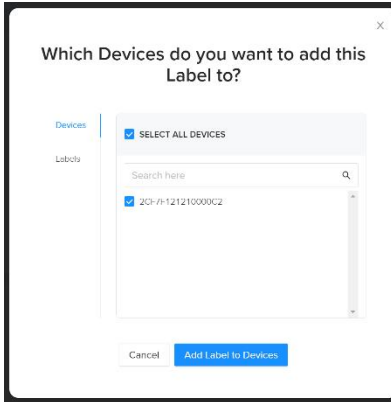 X
Which Devices do you want to add this
Label to?
Devices
SELECT ALL DEVICES
Labels
Search here
2CF7F121210000C2
Cancel
Add Label to Devices